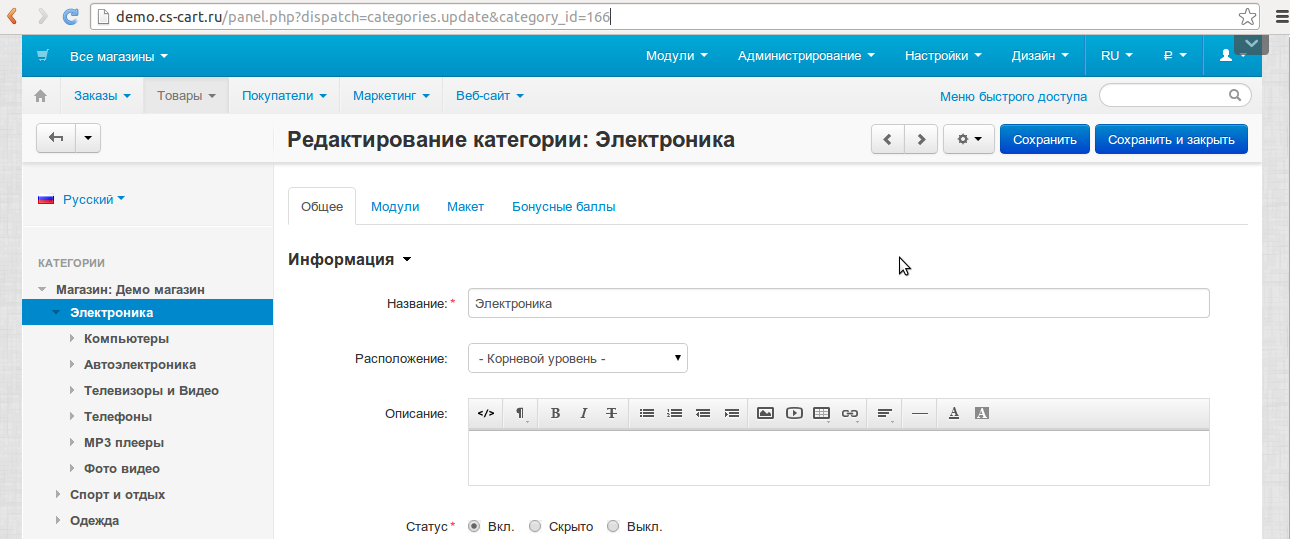 demo.cs-cart.ru/panel.php?dispatch=categories.update&category_id=166
Все магазины Модули Администрирование Настройки Дизайн RU ₽
Заказы Товары Покупатели Маркетинг Веб-сайт Меню быстрого доступа
Редактирование категории: Электроника Сохранить Сохранить и закрыть
Русский
Общее Модули Макет Бонусные баллы
КАТЕГОРИИ
Информация
Магазин: Демо магазин
Название:* Электроника
Электроника
Компьютеры
Расположение: - Корневой уровень -
Автоэлектроника
Телевизоры и Видео
Описание: </> ¶ B I T A A
Телефоны
MP3 плееры
Фото видео
Спорт и отдых
Одежда
Статус* Вкл. Скрыто Выкл.